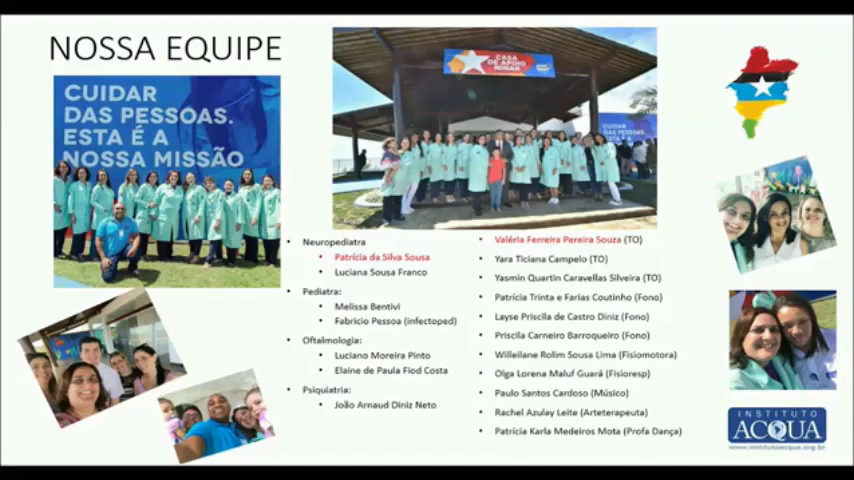 NOSSA EQUIPE
CUIDAR
DAS PESSOAS.
ESTA É A
NOSSA MISSÃO
CASA
DE APOIO
NINAR
CUIDAR
DAS PESSOAS.
ESTA É A
• Neuropediatra
• Patrícia da Silva Sousa
• Luciana Sousa Franco
• Pediatra:
• Melissa Bentivi
• Fabricio Pessoa (infectoped)
• Oftalmologia:
• Luciano Moreira Pinto
• Elaine de Paula Fiod Costa
• Psiquiatria:
• João Arnaud Diniz Neto
• Valéria Ferreira Pereira Souza (TO)
• Yara Ticiana Campelo (TO)
• Yasmin Quartin Caravellas Silveira (TO)
• Patrícia Trinta e Farias Coutinho (Fono)
• Layse Priscila de Castro Diniz (Fono)
• Priscila Carneiro Barroqueiro (Fono)
• Willeilane Rolim Sousa Lima (Fisiomotora)
• Olga Lorena Maluf Guará (Fisioresp)
• Paulo Santos Cardoso (Músico)
• Rachel Azulay Leite (Arteterapeuta)
• Patrícia Karla Medeiros Mota (Profa Dança)
INSTITUTO
ACQUA
www.institutoacqua.org.br